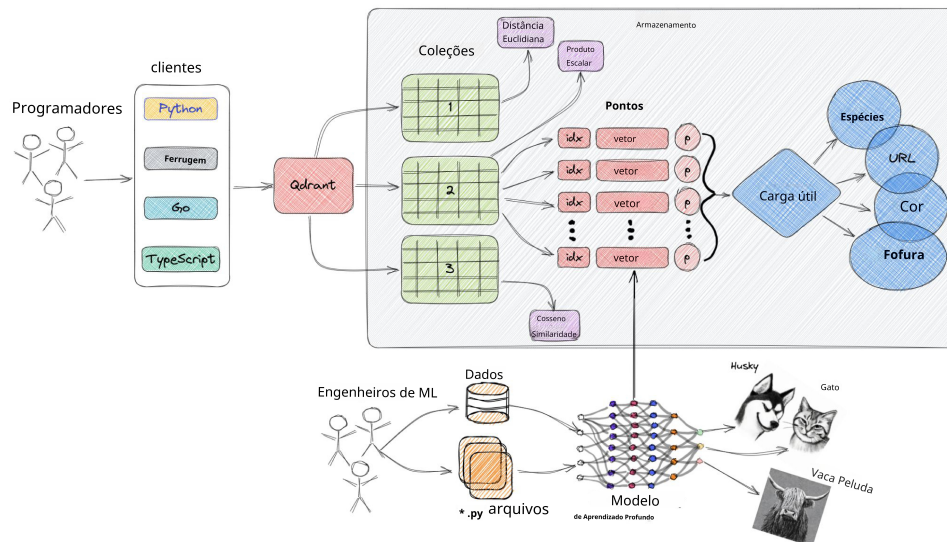 Armazenamento
Distância
Euclidiana
Coleções
Produto
Escalar
clientes
Programadores
Python
Ferrugem
Go
TypeScript
Qdrant
1
2
3
Pontos
idx vetor p
idx vetor p
idx vetor p
idx vetor p
Carga útil
Espécies
URL
Cor
Fofura
Cosseno
Similaridade
Engenheiros de ML
Dados
*.py arquivos
Modelo
de Aprendizado Profundo
Husky
Gato
Vaca Peluda